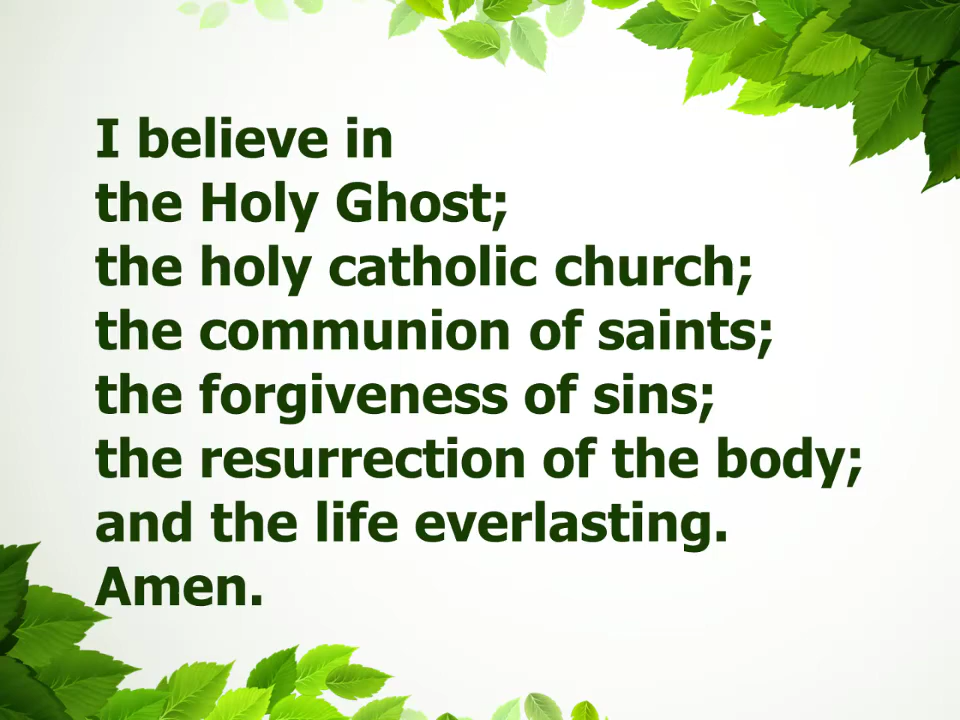 I believe in
the Holy Ghost;
the holy catholic church;
the communion of saints;
the forgiveness of sins;
the resurrection of the body;
and the life everlasting.
Amen.